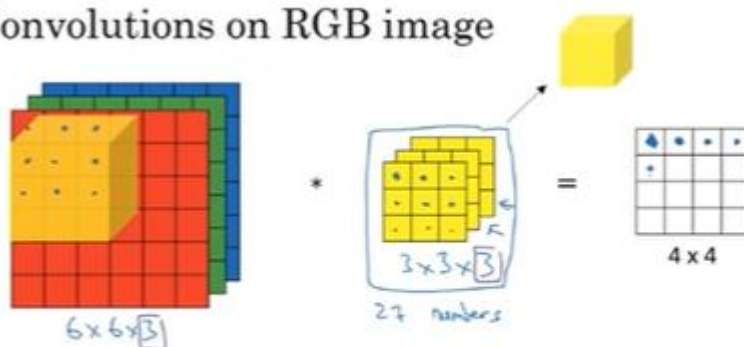 onvolutions on RGB image
*
=
3x3x3
4 x 4
27 numbers
6x6x3